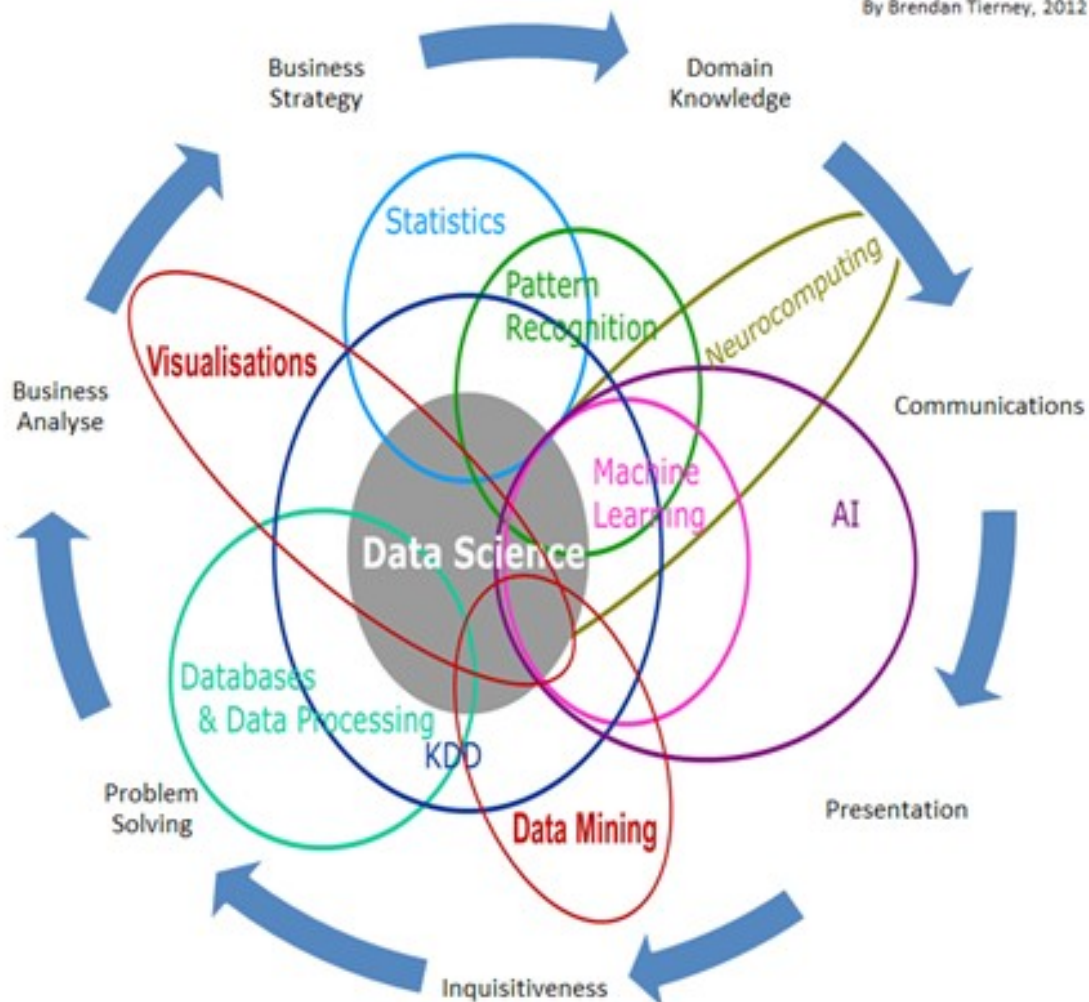 By Brendan Tierney, 2012
Business
Strategy
Domain
Knowledge
Statistics
Pattern
Recognition
Neurocomputing
Visualisations
Business
Analyse
Communications
Machine
Learning
AI
Data Science
Databases
& Data Processing
KDD
Problem
Solving
Presentation
Data Mining
Inquisitiveness